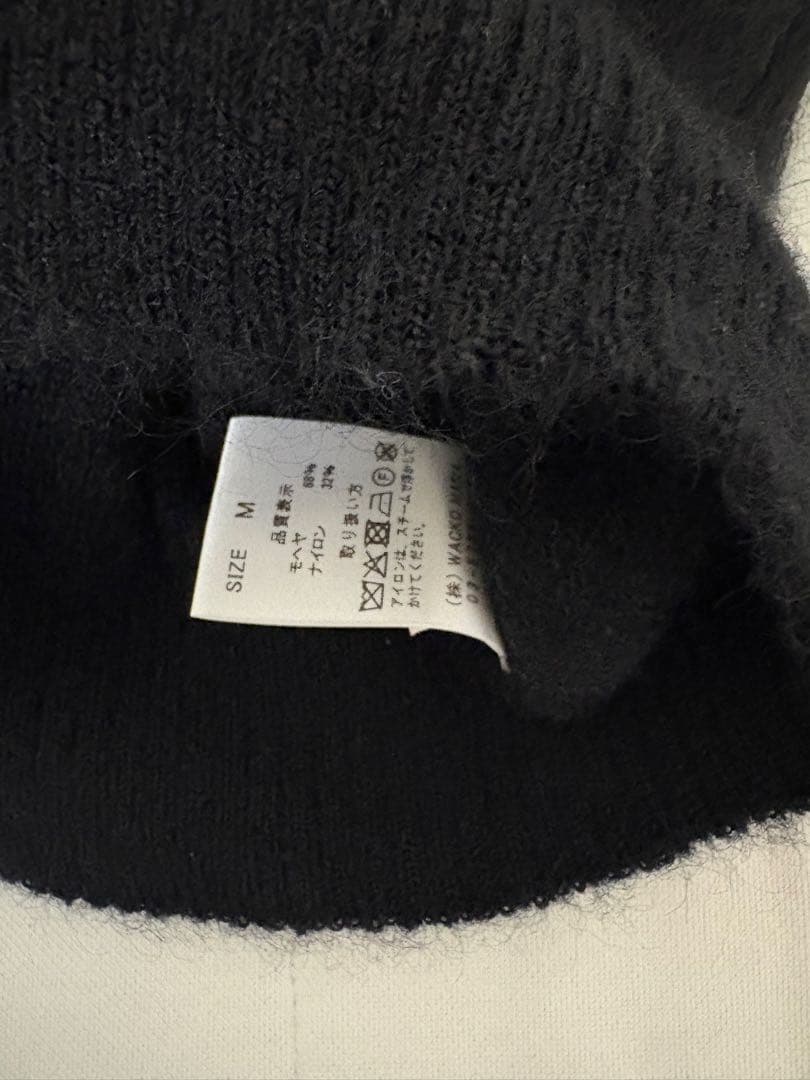 SIZE M
品質表示
モヘヤ 68%
ナイロン 32%
取り扱い方
アイロンは、スチームで浮かして
かけてください。
(株) WACKO
03